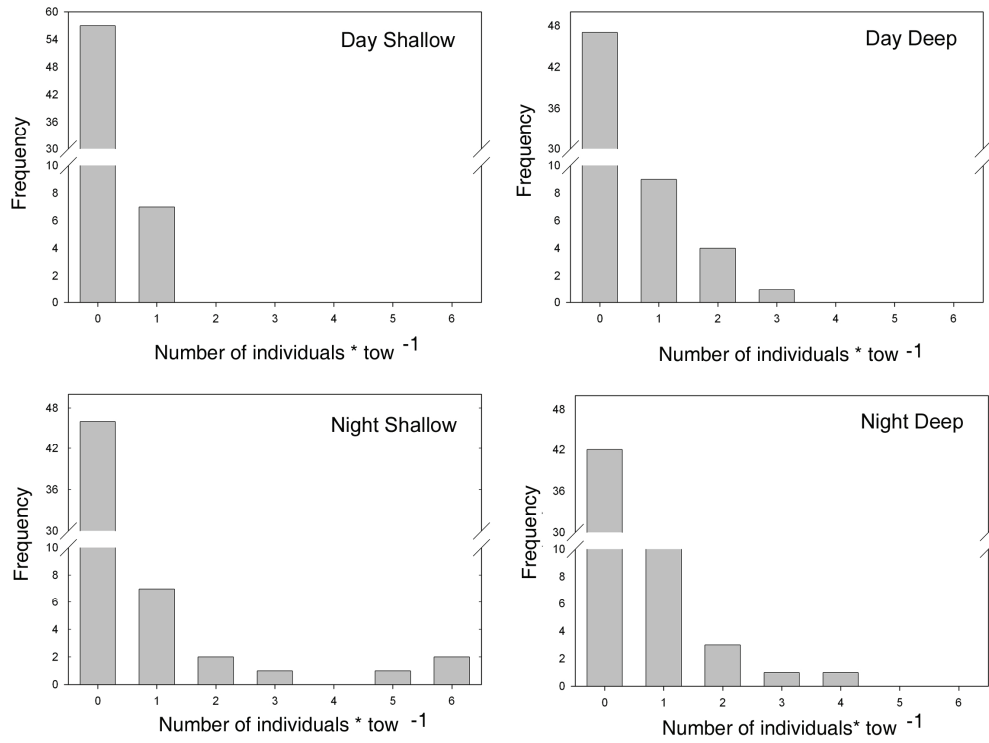 Day Shallow
Frequency
60
54
48
42
36
30
10
8
6
4
2
0
0 1 2 3 4 5 6
Number of individuals * tow -1
Day Deep
Frequency
48
42
36
30
10
8
6
4
2
0
0 1 2 3 4 5 6
Number of individuals * tow -1
Night Shallow
Frequency
48
42
36
30
10
8
6
4
2
0
0 1 2 3 4 5 6
Number of individuals * tow -1
Night Deep
Frequency
48
42
36
30
10
8
6
4
2
0
0 1 2 3 4 5 6
Number of individuals* tow -1